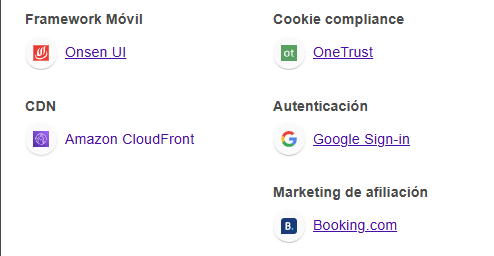 Framework Móvil
Onsen UI
CDN
Amazon CloudFront
Cookie compliance
ot
OneTrust
Autenticación
G
Google Sign-in
Marketing de afiliación
B.
Booking.com